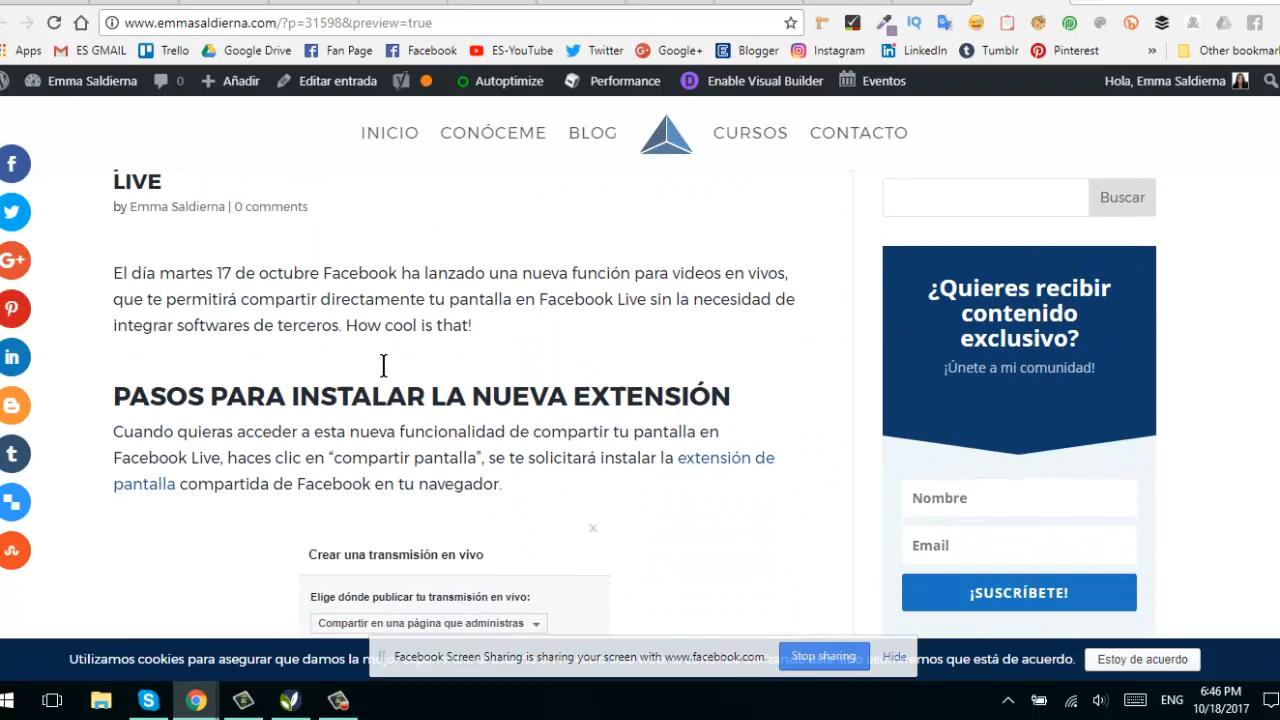 www.emmasaldierna.com/?p=31598&preview=true
Apps ES GMAIL Trello Google Drive Fan Page Facebook ES-YouTube Twitter Google+ Blogger Instagram LinkedIn Tumblr Pinterest » Other bookmar
Emma Saldierna 0 Añadir Editar entrada Autoptimize Performance Enable Visual Builder Eventos Hola, Emma Saldierna
INICIO CONÓCEME BLOG CURSOS CONTACTO
LIVE
by Emma Saldierna | 0 comments
Buscar
El día martes 17 de octubre Facebook ha lanzado una nueva función para videos en vivos,
que te permitirá compartir directamente tu pantalla en Facebook Live sin la necesidad de
integrar softwares de terceros. How cool is that!
PASOS PARA INSTALAR LA NUEVA EXTENSIÓN
Cuando quieras acceder a esta nueva funcionalidad de compartir tu pantalla en
Facebook Live, haces clic en “compartir pantalla”, se te solicitará instalar la extensión de
pantalla compartida de Facebook en tu navegador.
Crear una transmisión en vivo
Elige dónde publicar tu transmisión en vivo:
Compartir en una página que administras
¿Quieres recibir
contenido
exclusivo?
¡Únete a mi comunidad!
Nombre
Email
¡SUSCRÍBETE!
Utilizamos cookies para asegurar que damos la
que está de acuerdo. Estoy de acuerdo
Facebook Screen Sharing is sharing your screen with www.facebook.com. Stop sharing Hide
ENG
6:46 PM
10/18/2017